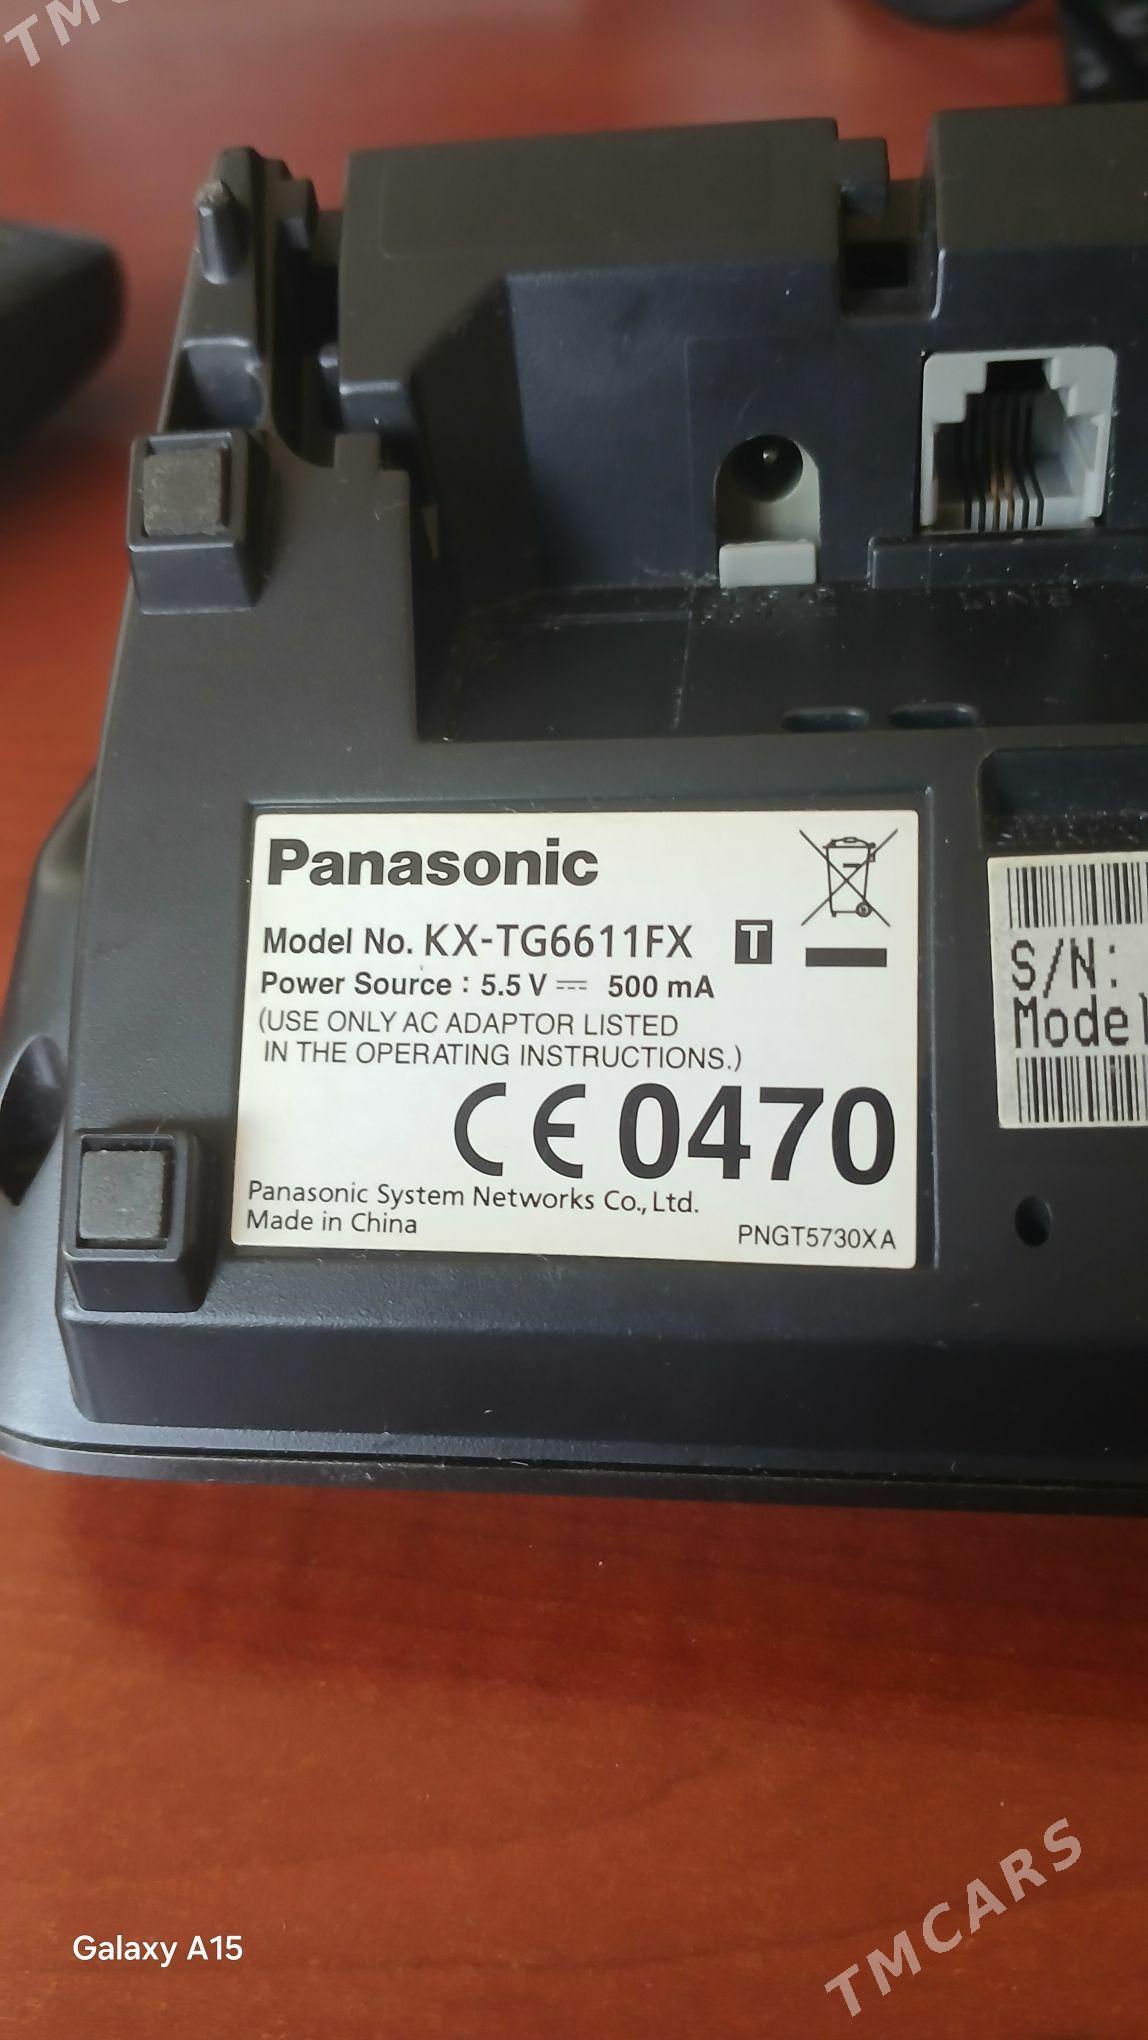 TMC
LINE
Panasonic
Model No. KX-TG6611FX T
Power Source : 5.5 V ⎓ 500 mA
(USE ONLY AC ADAPTOR LISTED
IN THE OPERATING INSTRUCTIONS.)
CE 0470
Panasonic System Networks Co., Ltd.
Made in China
PNGT5730XA
S/N:
Model
Galaxy A15
TMCARS